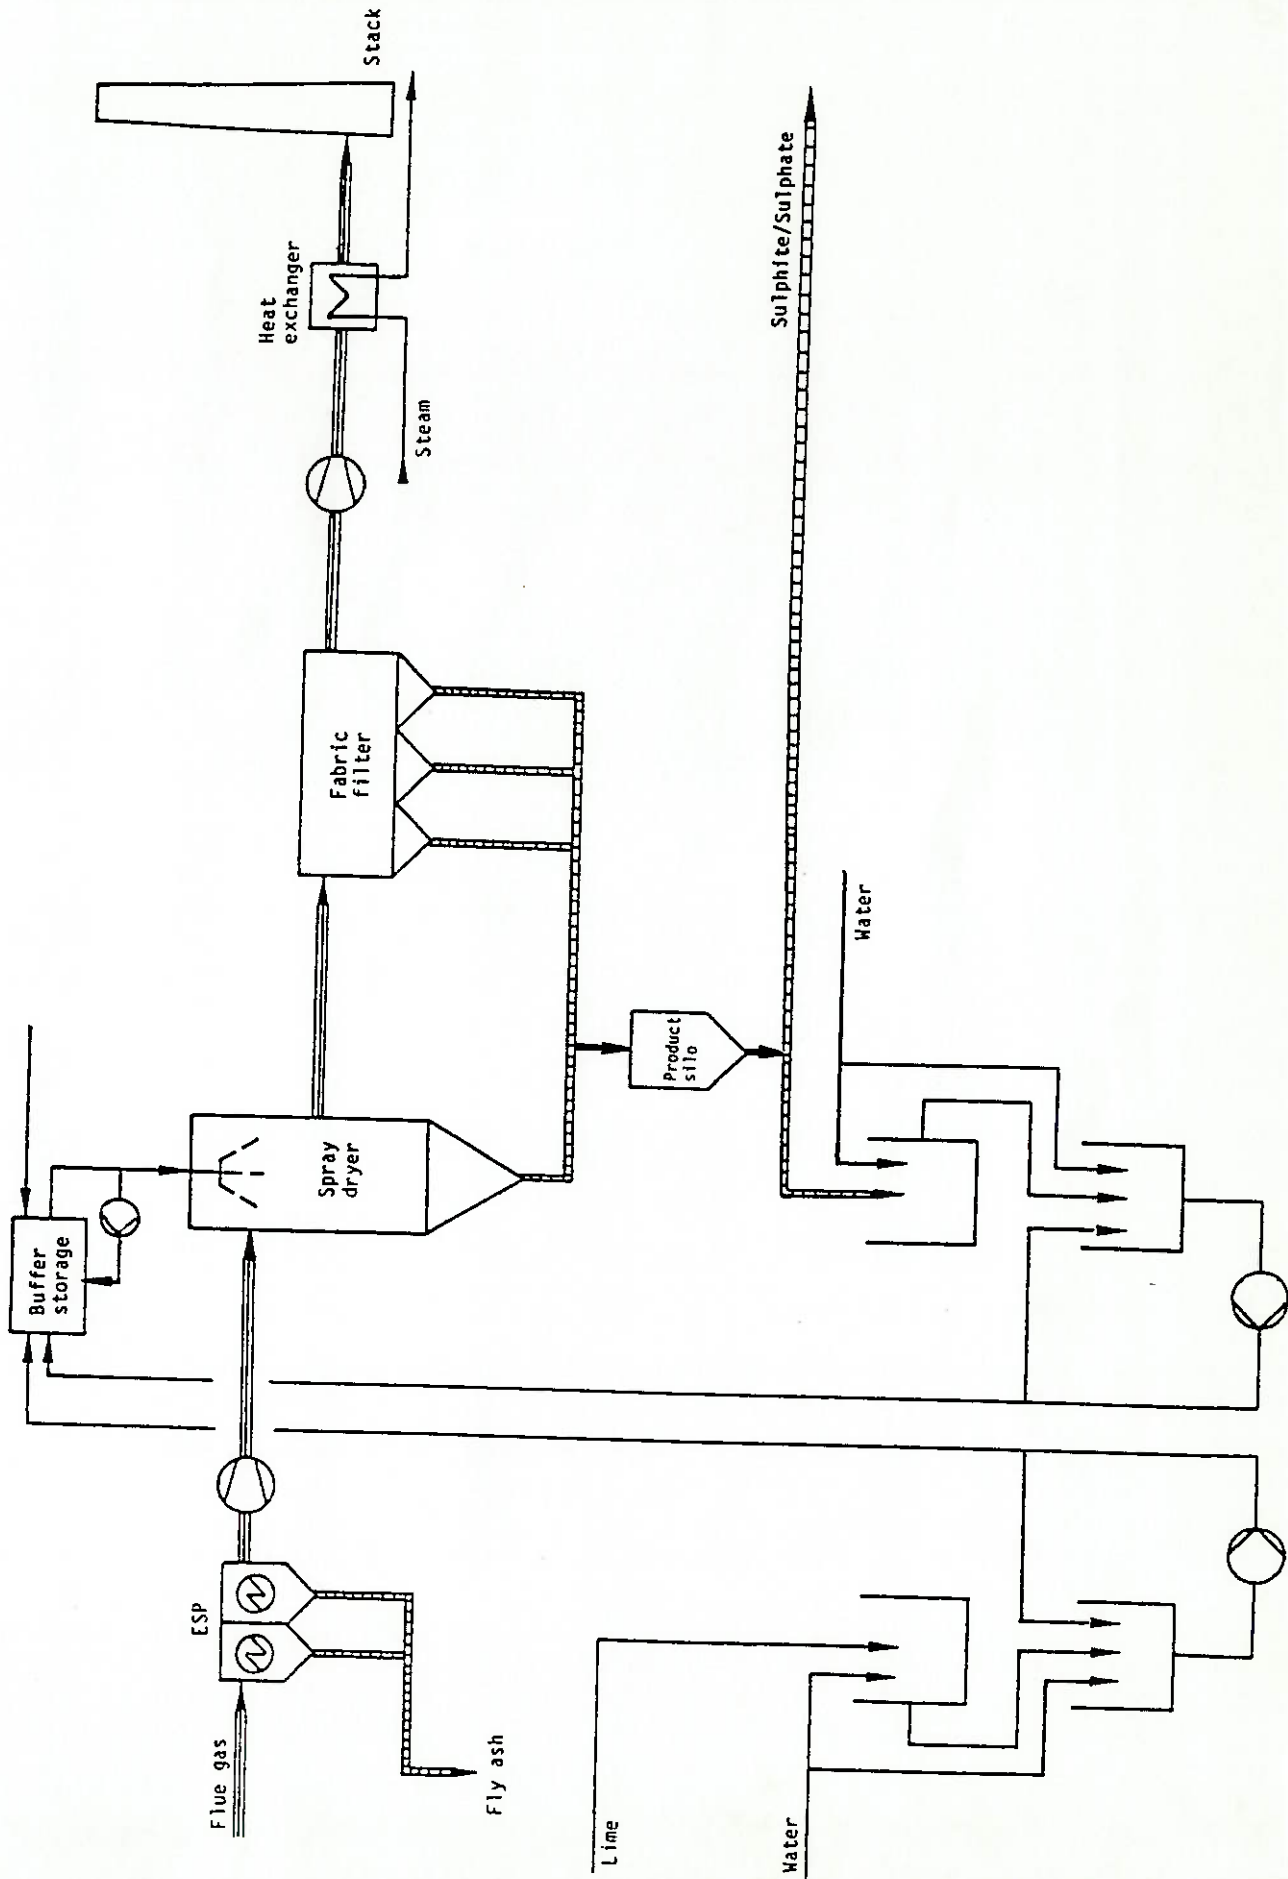 Buffer
storage
Stack
Heat
exchanger
Steam
Flue gas
ESP
Spray
dryer
Fabric
filter
Fly ash
Product
silo
Sulphite/Sulphate
Lime
Water
Water